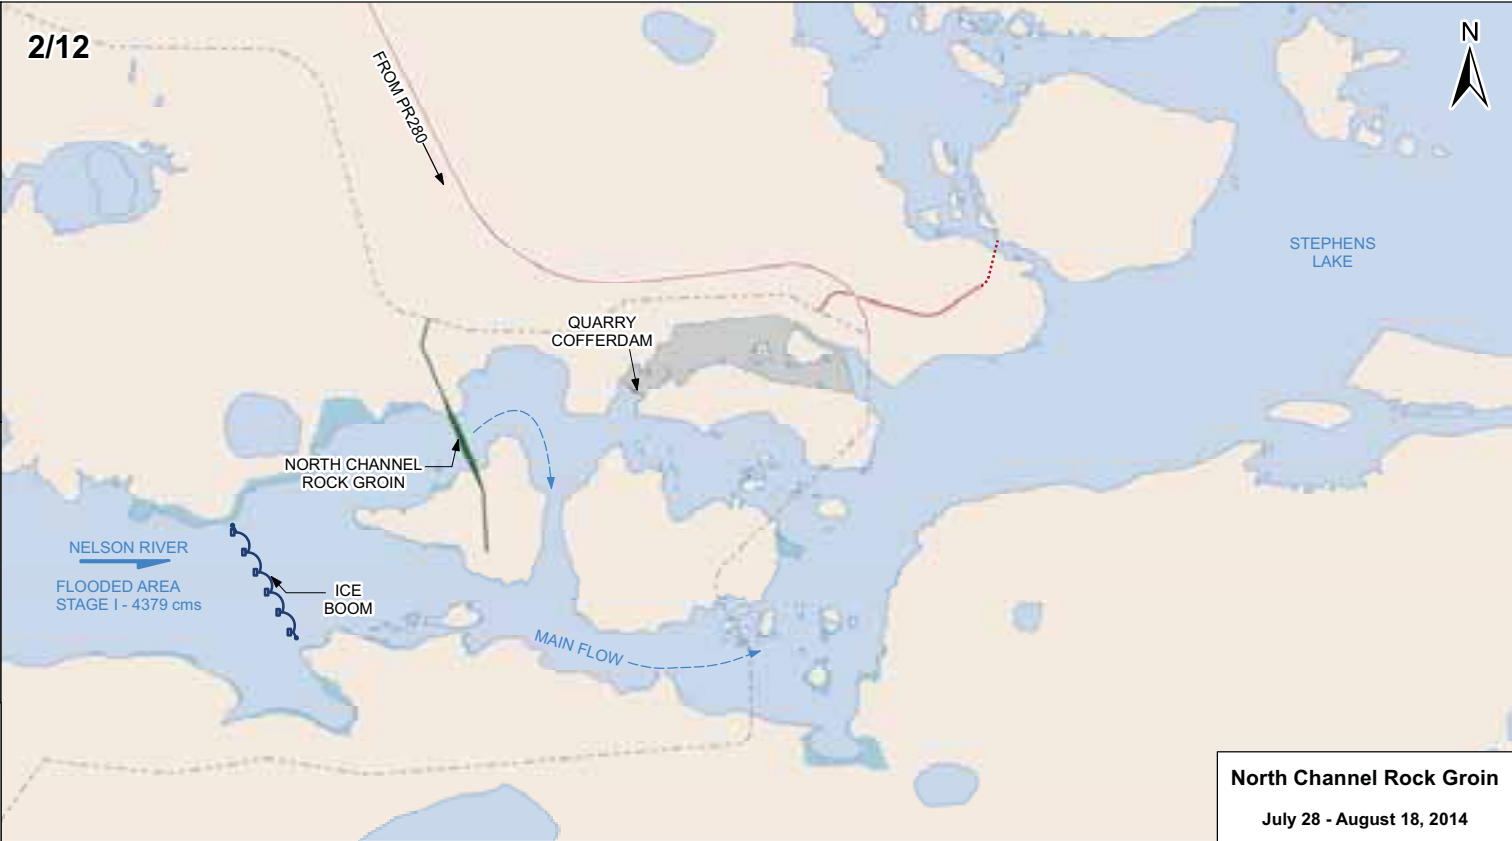 2/12
N
FROM PR280
STEPHENS
LAKE
QUARRY
COFFERDAM
NORTH CHANNEL
ROCK GROIN
NELSON RIVER
FLOODED AREA
STAGE I - 4379 cms
ICE
BOOM
MAIN FLOW
North Channel Rock Groin
July 28 - August 18, 2014